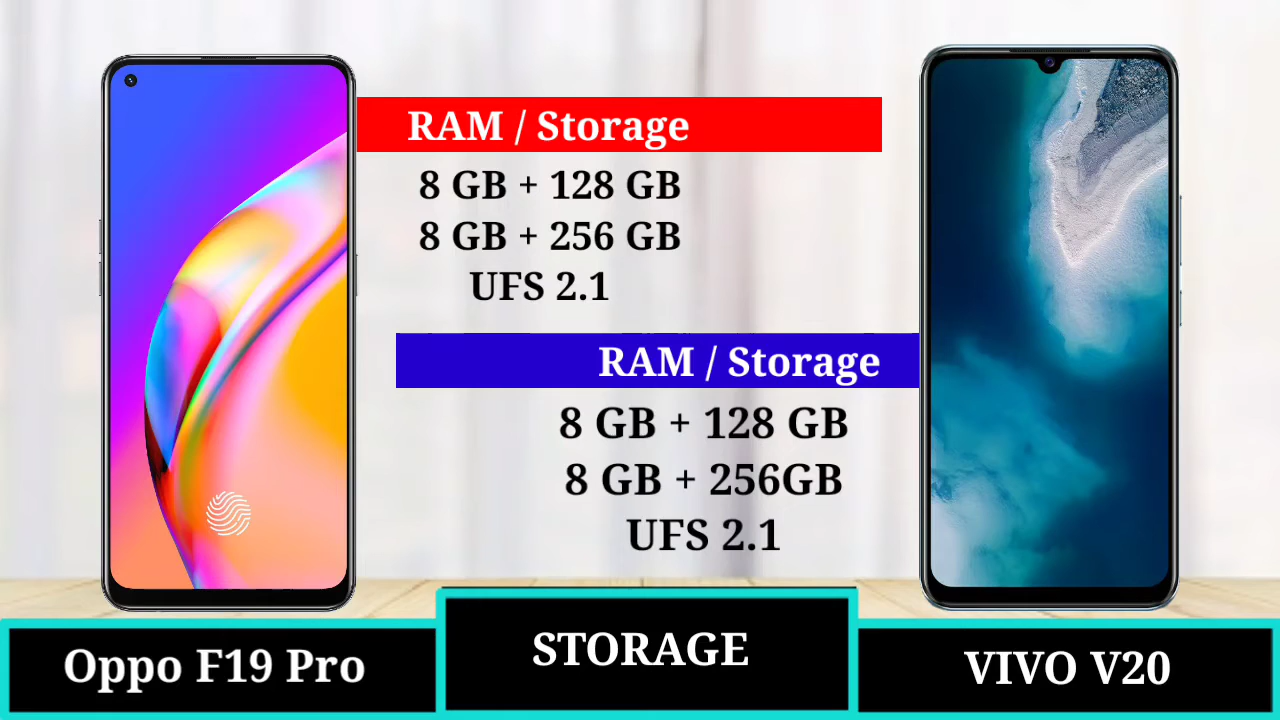 RAM / Storage
8 GB + 128 GB
8 GB + 256 GB
UFS 2.1
RAM / Storage
8 GB + 128 GB
8 GB + 256GB
UFS 2.1
Oppo F19 Pro
STORAGE
VIVO V20